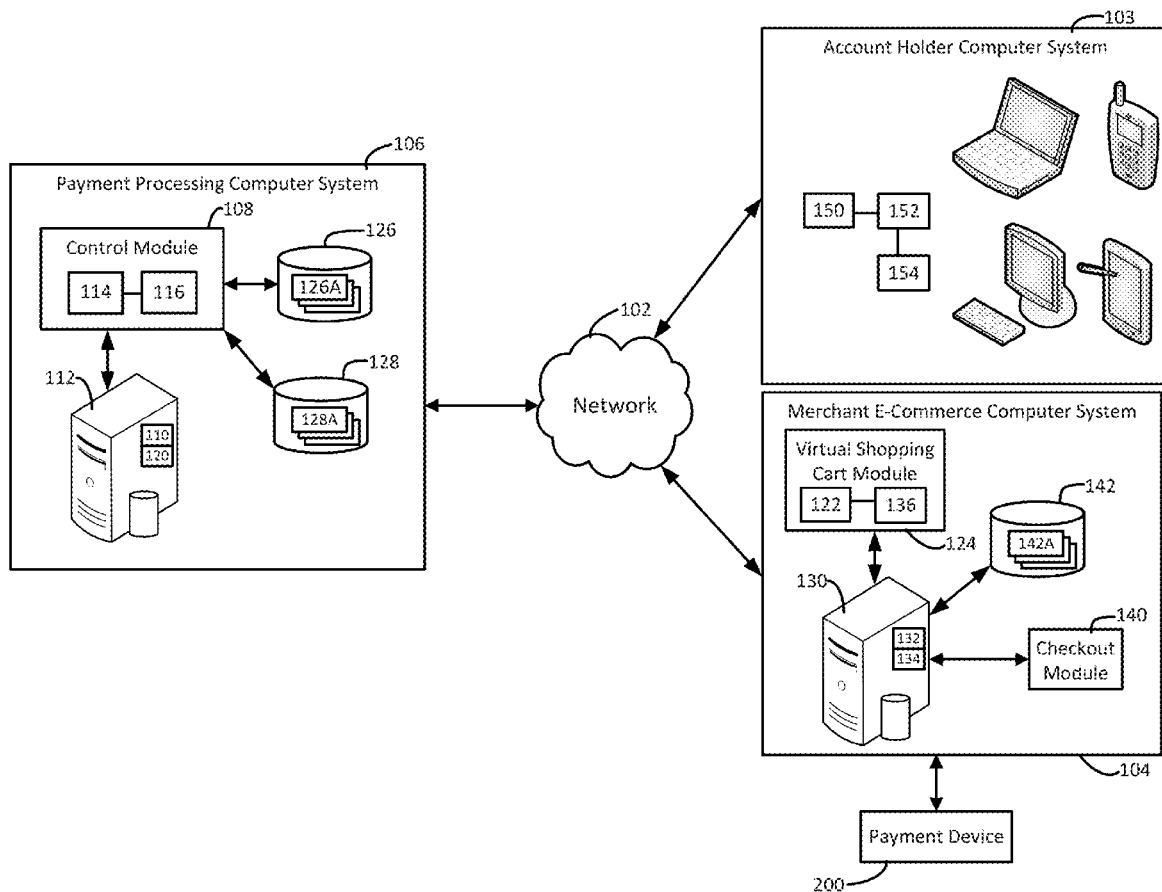 103
Account Holder Computer System
150
152
154
106
Payment Processing Computer System
108
Control Module
114
116
126
126A
128
128A
112
110
120
102
Network
Merchant E-Commerce Computer System
Virtual Shopping
Cart Module
122
136
124
142
142A
130
132
134
140
Checkout
Module
104
Payment Device
200